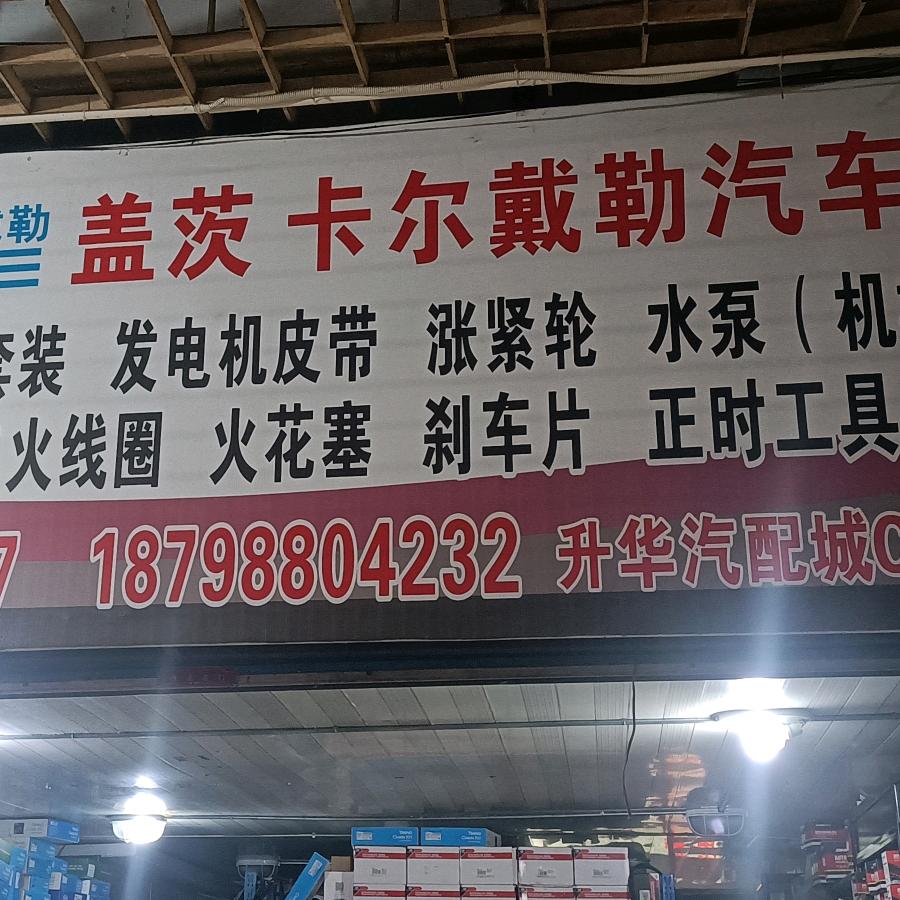 勒
盖茨 卡尔戴勒汽车
套装 发电机皮带 涨紧轮 水泵（机
火线圈 火花塞 刹车片 正时工具
7 18798804232 升华汽配城C